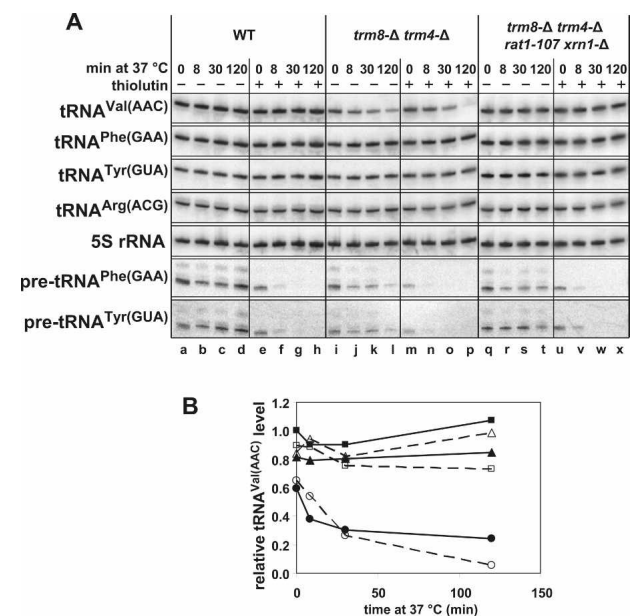 A
WT
trm8-Δ trm4-Δ
trm8-Δ trm4-Δ
rat1-107 xrn1-Δ
min at 37 °C 0 8 30 120 0 8 30 120 0 8 30 120 0 8 30 120 0 8 30 120 0 8 30 120
thiolutin – – – – + + + + – – – – + + + + – – – – + + + +
tRNAVal(AAC)
tRNAPhe(GAA)
tRNATyr(GUA)
tRNAArg(ACG)
5S rRNA
pre-tRNAPhe(GAA)
pre-tRNATyr(GUA)
a b c d e f g h i j k l m n o p q r s t u v w x
B
relative tRNAVal(AAC) level
1.2
1.0
0.8
0.6
0.4
0.2
0.0
0 50 100 150
time at 37 °C (min)